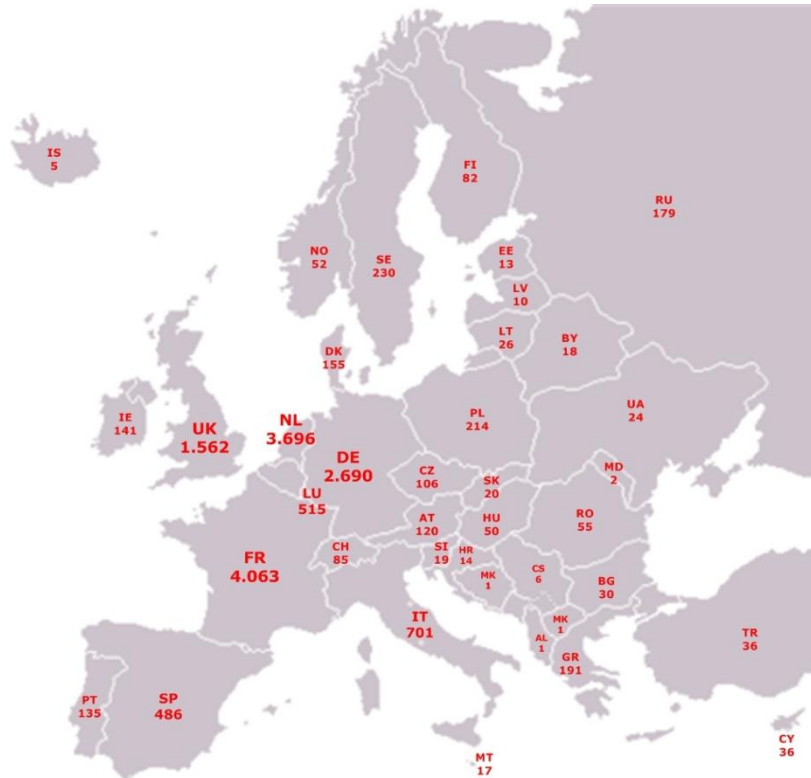 IS
5
FI
82
RU
179
NO
52
SE
230
EE
13
LV
10
LT
26
BY
18
DK
155
IE
141
UK
1.562
NL
3.696
DE
2.690
PL
214
UA
24
LU
515
CZ
106
SK
20
MD
2
AT
120
HU
50
RO
55
FR
4.063
CH
85
SI
19
HR
14
MK
1
CS
6
BG
30
IT
701
MK
1
AL
1
GR
191
TR
36
PT
135
SP
486
MT
17
CY
36